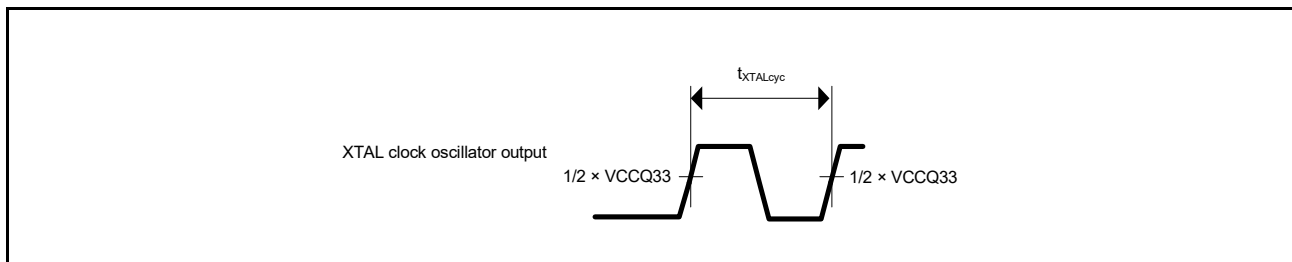 tXTALcyc
XTAL clock oscillator output
1/2 × VCCQ33
1/2 × VCCQ33